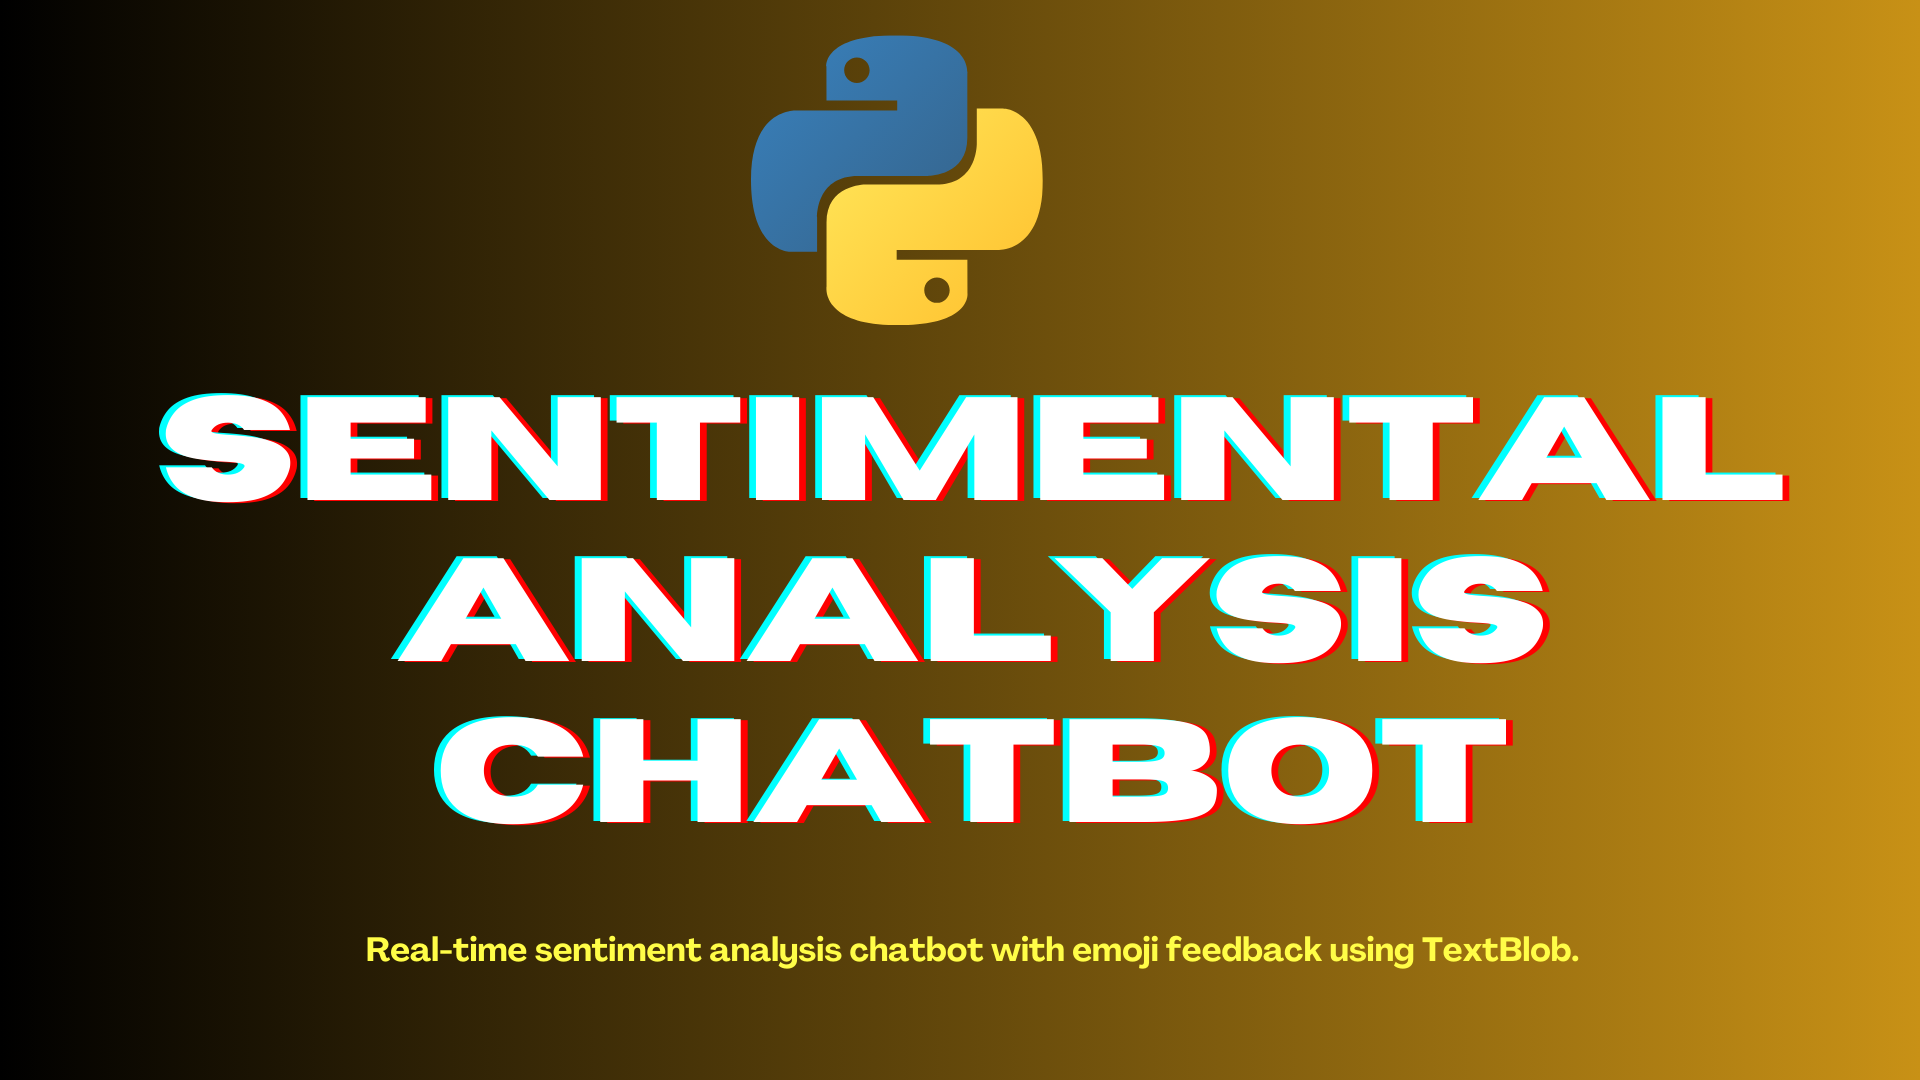 SENTIMENTAL
ANALYSIS
CHATBOT
Real-time sentiment analysis chatbot with emoji feedback using TextBlob.